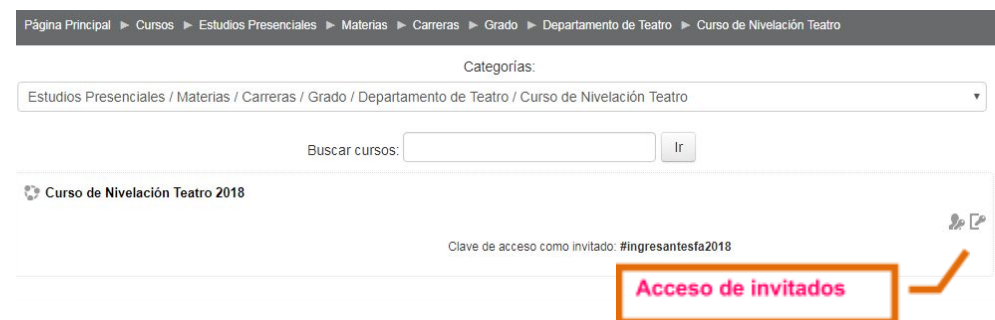 Página Principal ► Cursos ► Estudios Presenciales ► Materias ► Carreras ► Grado ► Departamento de Teatro ► Curso de Nivelación Teatro
Categorías:
Estudios Presenciales / Materias / Carreras / Grado / Departamento de Teatro / Curso de Nivelación Teatro
Buscar cursos: Ir
Curso de Nivelación Teatro 2018
Clave de acceso como invitado: #ingresantesfa2018
Acceso de invitados